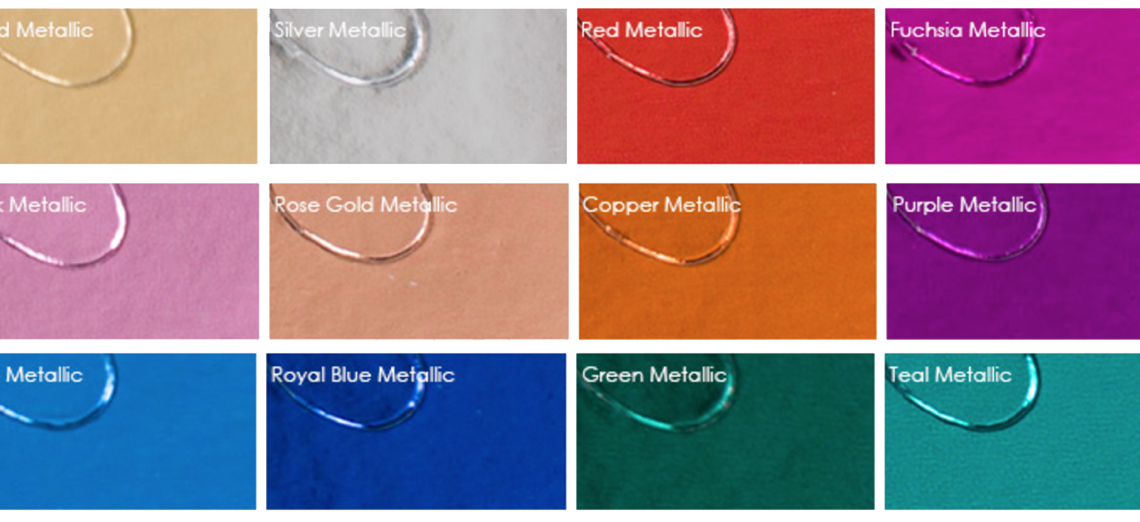 d Metallic
Silver Metallic
Red Metallic
Fuchsia Metallic
k Metallic
Rose Gold Metallic
Copper Metallic
Purple Metallic
Metallic
Royal Blue Metallic
Green Metallic
Teal Metallic